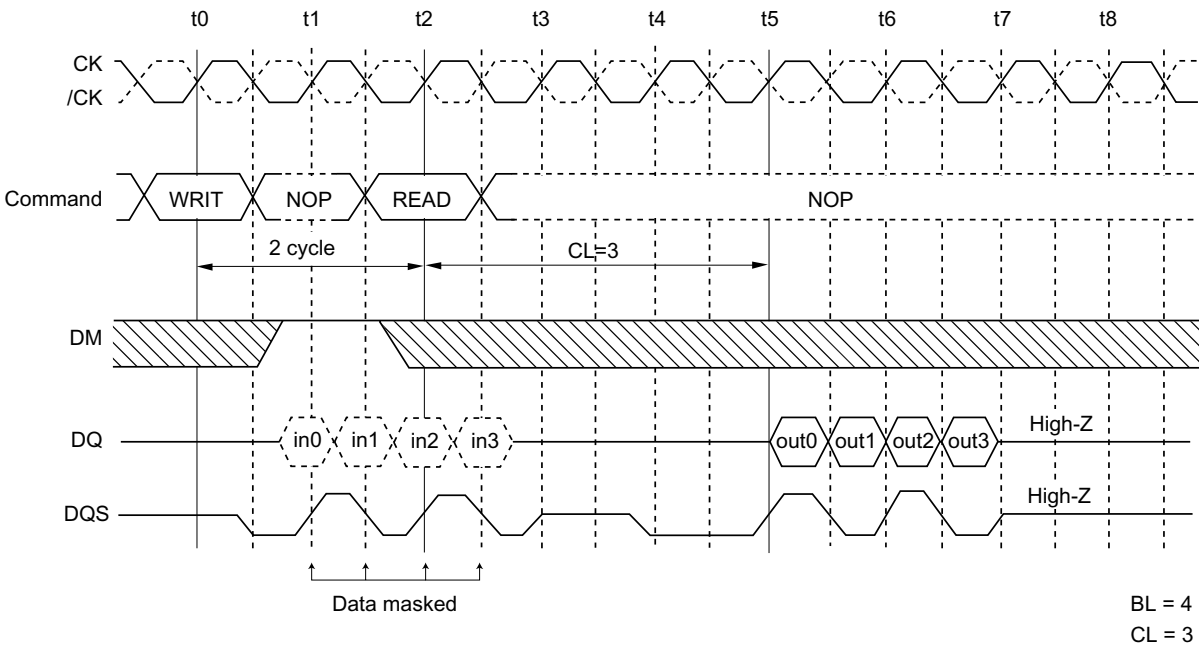 t0 t1 t2 t3 t4 t5 t6 t7 t8
CK
/CK
Command WRIT NOP READ NOP
2 cycle CL=3
DM
DQ in0 in1 in2 in3 out0 out1 out2 out3 High-Z
DQS High-Z
Data masked
BL = 4
CL = 3